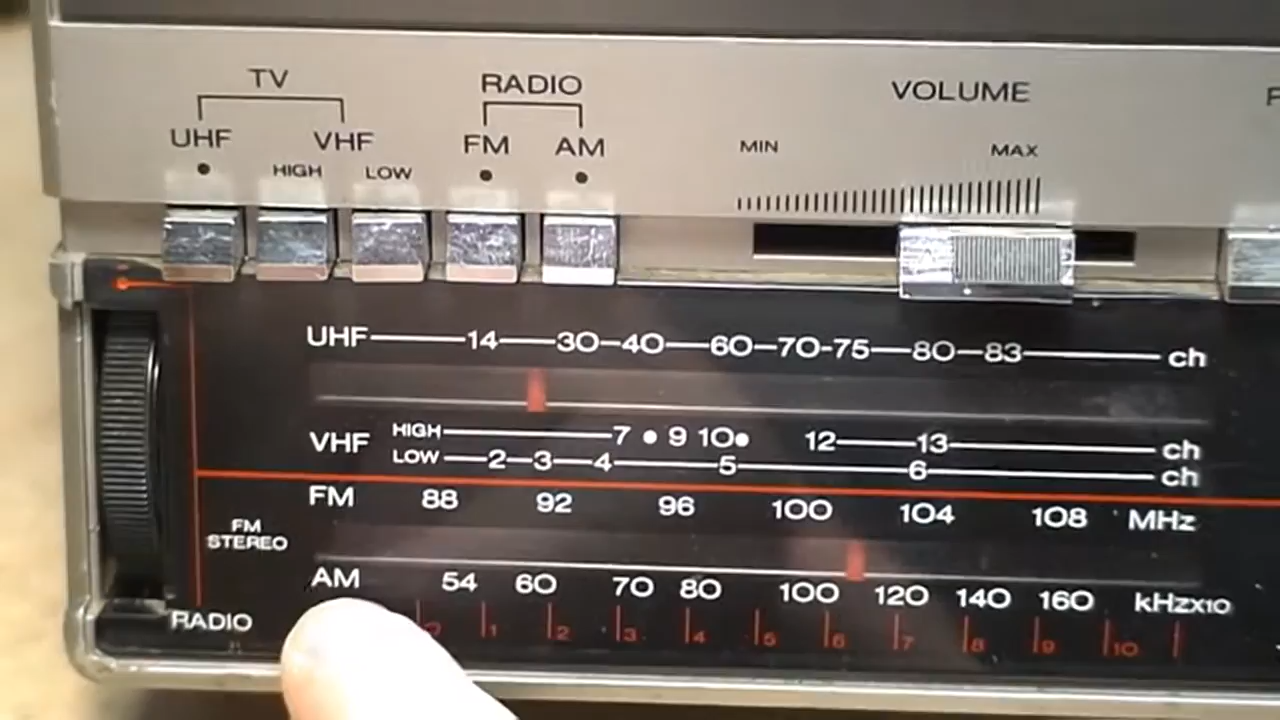 TV
RADIO
VOLUME
UHF
VHF
FM
AM
MIN
MAX
HIGH
LOW
UHF 14 30 40 60 70 75 80 83 ch
VHF
HIGH 7 • 9 10 • 12 13 ch
LOW 2 3 4 5 6 ch
FM 88 92 96 100 104 108 MHz
FM
STEREO
AM 54 60 70 80 100 120 140 160 kHzx10
RADIO
1 2 3 4 5 6 7 8 9 10